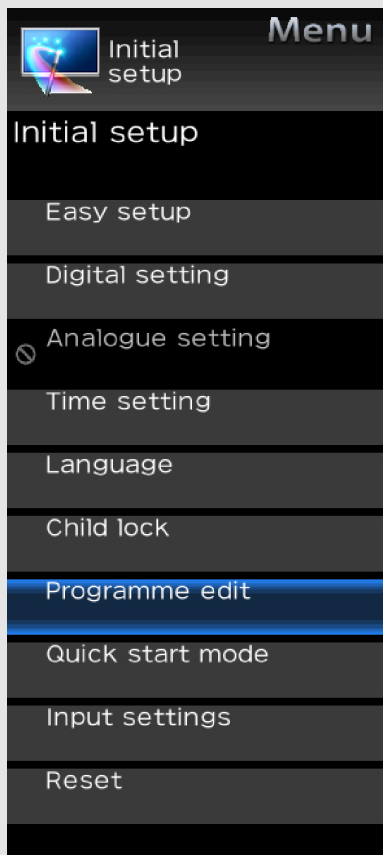 Menu
Initial
setup
Initial setup
Easy setup
Digital setting
Analogue setting
Time setting
Language
Child lock
Programme edit
Quick start mode
Input settings
Reset